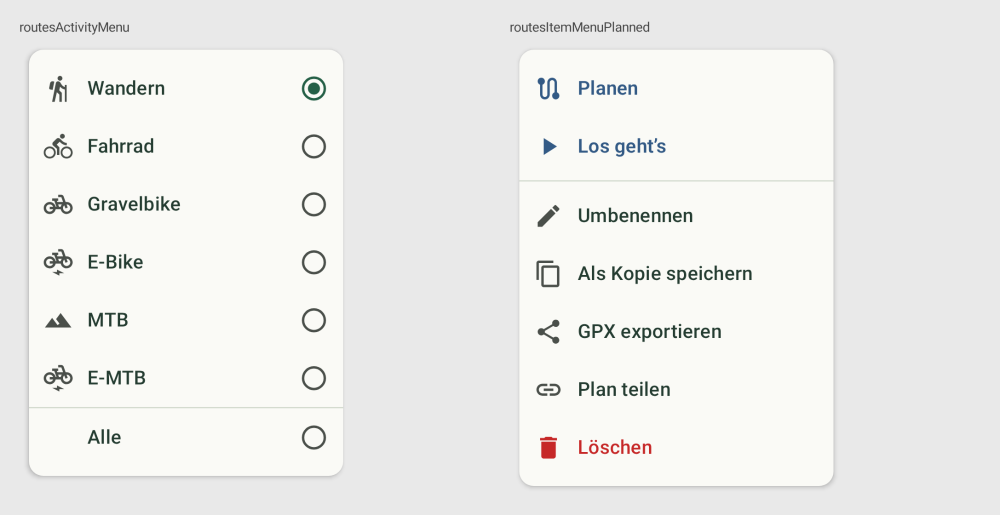 routesActivityMenu
Wandern
Fahrrad
Gravelbike
E-Bike
MTB
E-MTB
Alle
routesItemMenuPlanned
Planen
Los geht's
Umbenennen
Als Kopie speichern
GPX exportieren
Plan teilen
Löschen